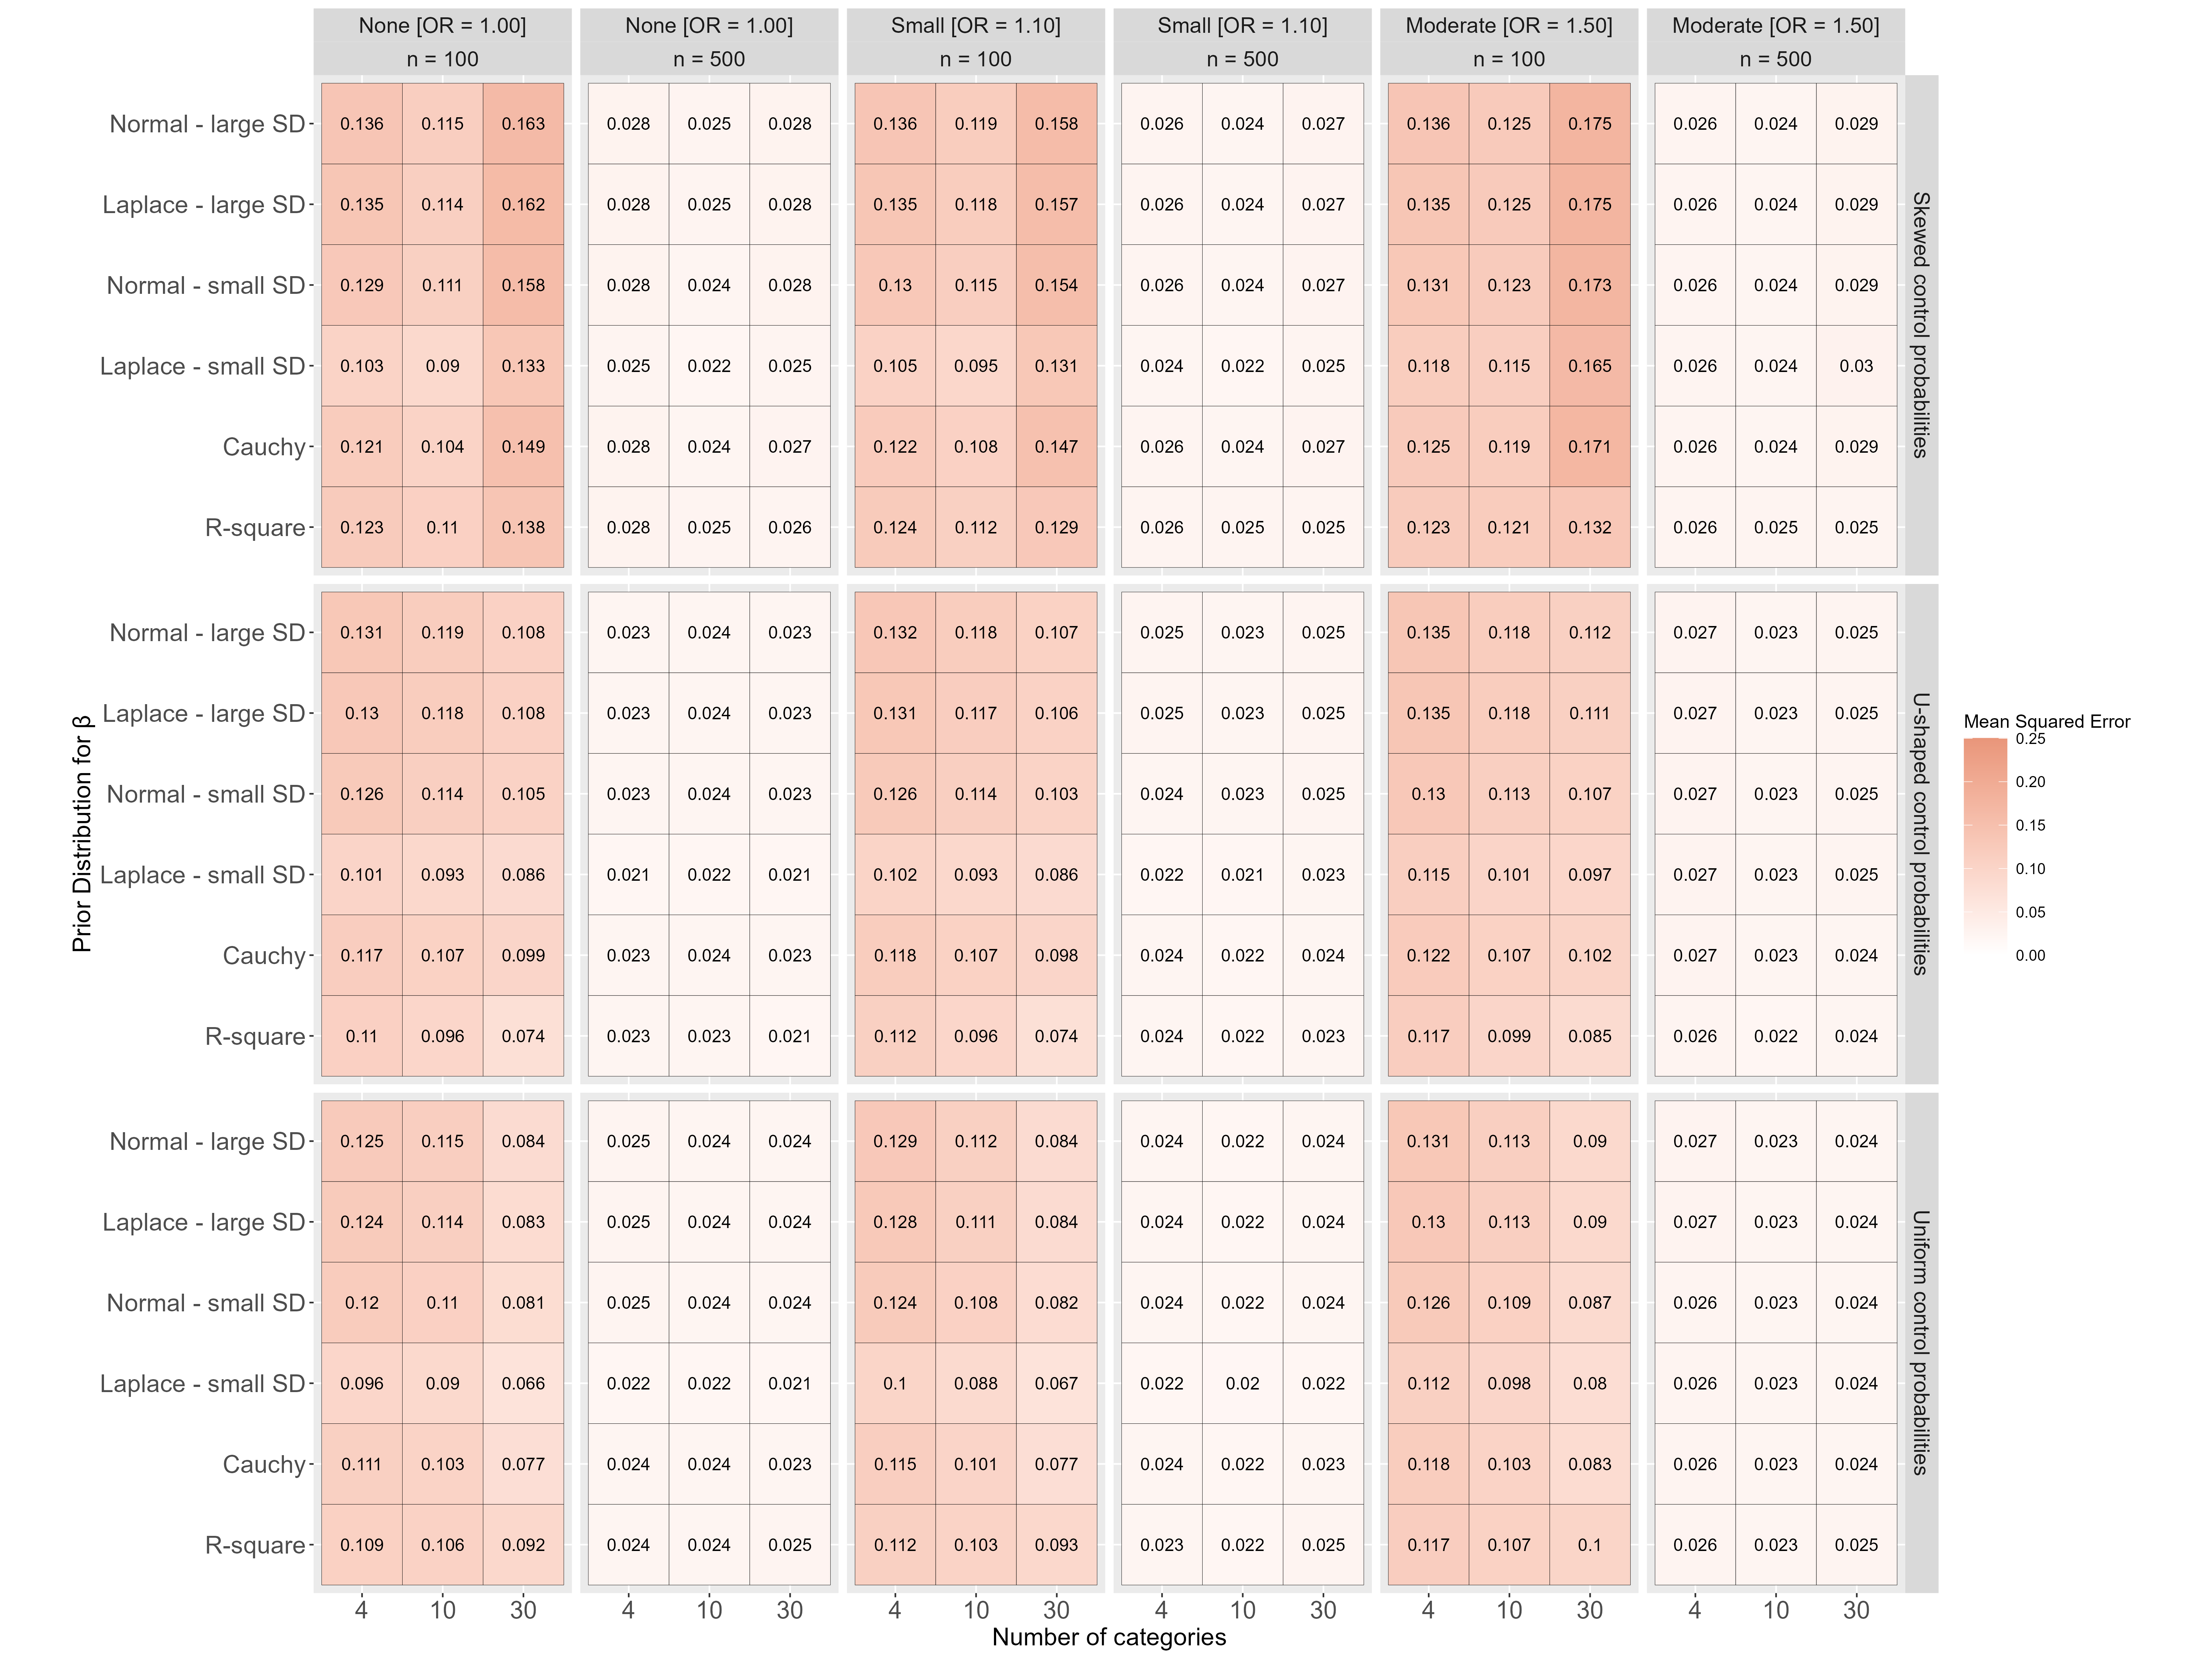 None [OR = 1.00] None [OR = 1.00] Small [OR = 1.10] Small [OR = 1.10] Moderate [OR = 1.50] Moderate [OR = 1.50]
n = 100 n = 500 n = 100 n = 500 n = 100 n = 500
Normal - large SD 0.136 0.115 0.163 0.028 0.025 0.028 0.136 0.119 0.158 0.026 0.024 0.027 0.136 0.125 0.175 0.026 0.024 0.029
Laplace - large SD 0.135 0.114 0.162 0.028 0.025 0.028 0.135 0.118 0.157 0.026 0.024 0.027 0.135 0.125 0.175 0.026 0.024 0.029
Normal - small SD 0.129 0.111 0.158 0.028 0.024 0.028 0.13 0.115 0.154 0.026 0.024 0.027 0.131 0.123 0.173 0.026 0.024 0.029
Laplace - small SD 0.103 0.09 0.133 0.025 0.022 0.025 0.105 0.095 0.131 0.024 0.022 0.025 0.118 0.115 0.165 0.026 0.024 0.03
Cauchy 0.121 0.104 0.149 0.028 0.024 0.027 0.122 0.108 0.147 0.026 0.024 0.027 0.125 0.119 0.171 0.026 0.024 0.029
R-square 0.123 0.11 0.138 0.028 0.025 0.026 0.124 0.112 0.129 0.026 0.025 0.025 0.123 0.121 0.132 0.026 0.025 0.025
Skewed control probabilities
Normal - large SD 0.131 0.119 0.108 0.023 0.024 0.023 0.132 0.118 0.107 0.025 0.023 0.025 0.135 0.118 0.112 0.027 0.023 0.025
Laplace - large SD 0.13 0.118 0.108 0.023 0.024 0.023 0.131 0.117 0.106 0.025 0.023 0.025 0.135 0.118 0.111 0.027 0.023 0.025
Normal - small SD 0.126 0.114 0.105 0.023 0.024 0.023 0.126 0.114 0.103 0.024 0.023 0.025 0.13 0.113 0.107 0.027 0.023 0.025
Laplace - small SD 0.101 0.093 0.086 0.021 0.022 0.021 0.102 0.093 0.086 0.022 0.021 0.023 0.115 0.101 0.097 0.027 0.023 0.025
Cauchy 0.117 0.107 0.099 0.023 0.024 0.023 0.118 0.107 0.098 0.024 0.022 0.024 0.122 0.107 0.102 0.027 0.023 0.024
R-square 0.11 0.096 0.074 0.023 0.023 0.021 0.112 0.096 0.074 0.024 0.022 0.023 0.117 0.099 0.085 0.026 0.022 0.024
U-shaped control probabilities
Normal - large SD 0.125 0.115 0.084 0.025 0.024 0.024 0.129 0.112 0.084 0.024 0.022 0.024 0.131 0.113 0.09 0.027 0.023 0.024
Laplace - large SD 0.124 0.114 0.083 0.025 0.024 0.024 0.128 0.111 0.084 0.024 0.022 0.024 0.13 0.113 0.09 0.027 0.023 0.024
Normal - small SD 0.12 0.11 0.081 0.025 0.024 0.024 0.124 0.108 0.082 0.024 0.022 0.024 0.126 0.109 0.087 0.026 0.023 0.024
Laplace - small SD 0.096 0.09 0.066 0.022 0.022 0.021 0.1 0.088 0.067 0.022 0.02 0.022 0.112 0.098 0.08 0.026 0.023 0.024
Cauchy 0.111 0.103 0.077 0.024 0.024 0.023 0.115 0.101 0.077 0.024 0.022 0.023 0.118 0.103 0.083 0.026 0.023 0.024
R-square 0.109 0.106 0.092 0.024 0.024 0.025 0.112 0.103 0.093 0.023 0.022 0.025 0.117 0.107 0.1 0.026 0.023 0.025
Uniform control probabilities
4 10 30 4 10 30 4 10 30 4 10 30 4 10 30 4 10 30
Number of categories
Prior Distribution for β
Mean Squared Error
0.25
0.20
0.15
0.10
0.05
0.00